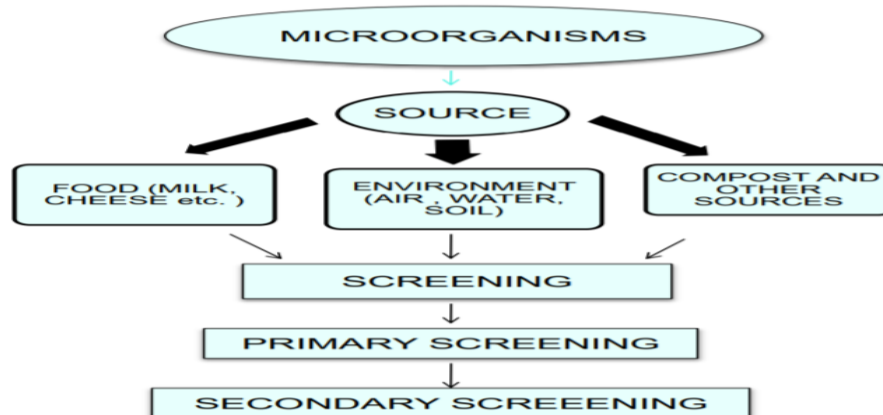 MICROORGANISMS
SOURCE
FOOD (MILK,
CHEESE etc. )
ENVIRONMENT
(AIR , WATER,
SOIL)
COMPOST AND
OTHER
SOURCES
SCREENING
PRIMARY SCREENING
SECONDARY SCREEENING